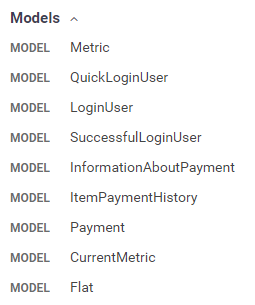 Models
MODEL Metric
MODEL QuickLoginUser
MODEL LoginUser
MODEL SuccessfulLoginUser
MODEL InformationAboutPayment
MODEL ItemPaymentHistory
MODEL Payment
MODEL CurrentMetric
MODEL Flat